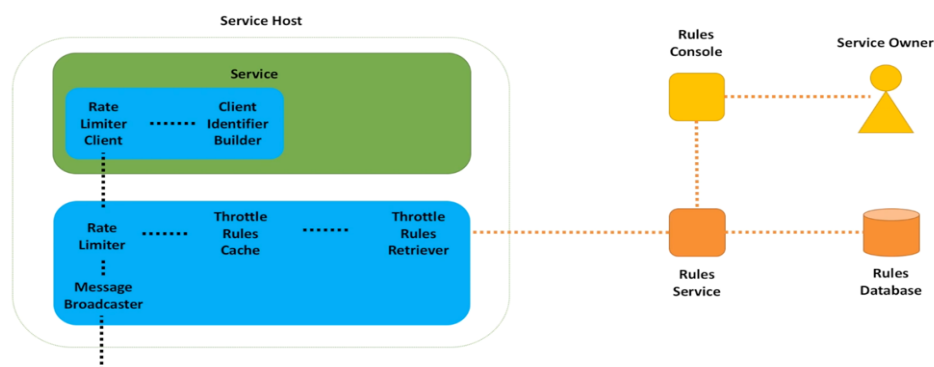 Service Host
Service
Rate
Limiter
Client
Client
Identifier
Builder
Rate
Limiter
Throttle
Rules
Cache
Throttle
Rules
Retriever
Message
Broadcaster
Rules
Console
Service Owner
Rules
Service
Rules
Database